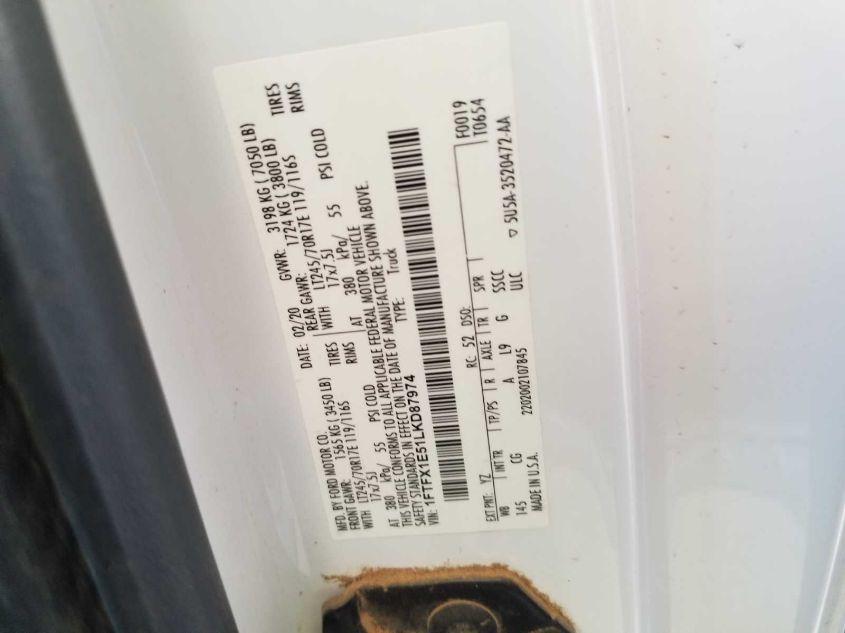 MFD. BY FORD MOTOR CO.
DATE: 02/20 GVWR: 3198 KG ( 7050 LB)
FRONT GAWR: 1565 KG ( 3450 LB) REAR GAWR: 1724 KG ( 3800 LB)
WITH LT245/70R17E 119/116S TIRES WITH LT245/70R17E 119/116S TIRES
17x7.5J RIMS 17x7.5J RIMS
AT 380 kPa/ 55 PSI COLD AT 380 kPa/ 55 PSI COLD
THIS VEHICLE CONFORMS TO ALL APPLICABLE FEDERAL MOTOR VEHICLE
SAFETY STANDARDS IN EFFECT ON THE DATE OF MANUFACTURE SHOWN ABOVE.
VIN: 1FTFX1E51LKD87974 TYPE: Truck
F0019
T0654
EXT PNT: YZ RC: 52 DSO:
WB INT TR TP/PS R AXLE TR SPR
145 CG A L9 G SSCC
MADE IN U.S.A. 2202002107845 ULC
▽ 5U5A-3520472-AA